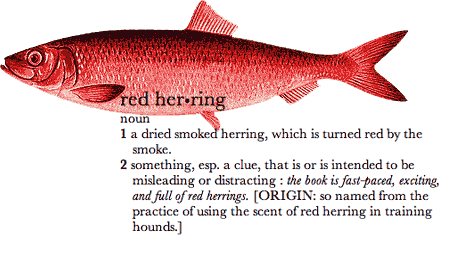 red her•ring
noun
1 a dried smoked herring, which is turned red by the
smoke.
2 something, esp. a clue, that is or is intended to be
misleading or distracting : the book is fast-paced, exciting,
and full of red herrings. [ORIGIN: so named from the
practice of using the scent of red herring in training
hounds.]